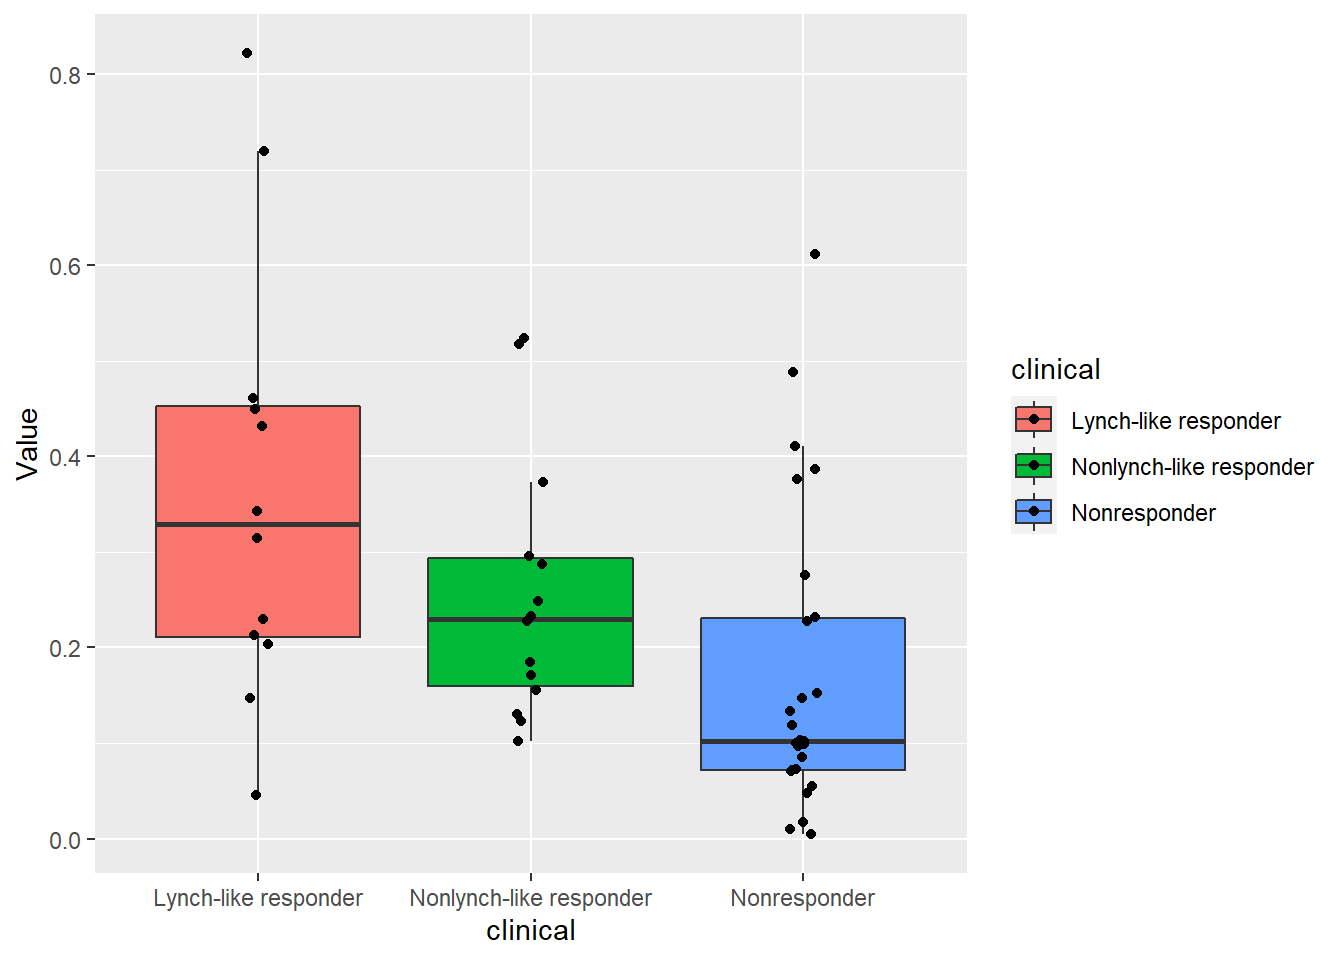 0.8
0.6
0.4
0.2
0.0
Value
Lynch-like responder
Nonlynch-like responder
Nonresponder
clinical
clinical
Lynch-like responder
Nonlynch-like responder
Nonresponder